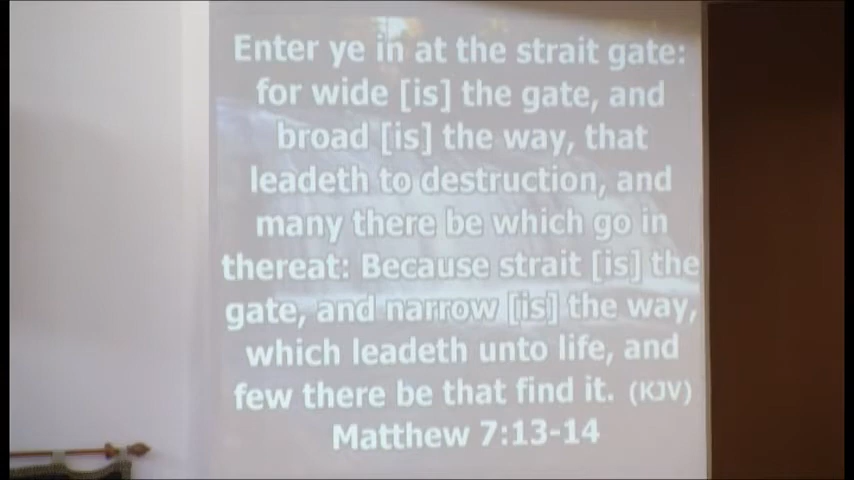 Enter ye in at the strait gate:
for wide [is] the gate, and
broad [is] the way, that
leadeth to destruction, and
many there be which go in
thereat: Because strait [is] the
gate, and narrow [is] the way,
which leadeth unto life, and
few there be that find it. (KJV)
Matthew 7:13-14